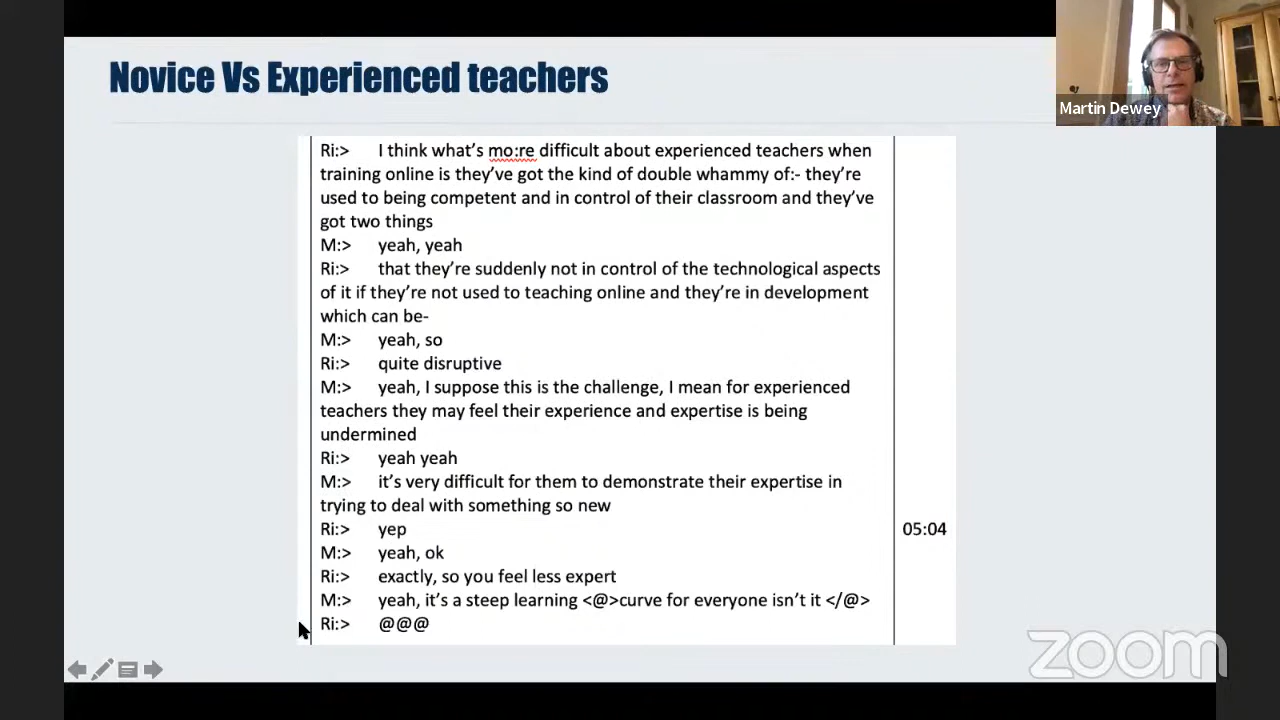 Novice Vs Experienced teachers
Martin Dewey
Ri:> I think what's mo:re difficult about experienced teachers when
training online is they've got the kind of double whammy of:- they're
used to being competent and in control of their classroom and they've
got two things
M:> yeah, yeah
Ri:> that they're suddenly not in control of the technological aspects
of it if they're not used to teaching online and they're in development
which can be-
M:> yeah, so
Ri:> quite disruptive
M:> yeah, I suppose this is the challenge, I mean for experienced
teachers they may feel their experience and expertise is being
undermined
Ri:> yeah yeah
M:> it's very difficult for them to demonstrate their expertise in
trying to deal with something so new
Ri:> yep 05:04
M:> yeah, ok
Ri:> exactly, so you feel less expert
M:> yeah, it's a steep learning <@>curve for everyone isn't it </@>
Ri:> @@@
zoom